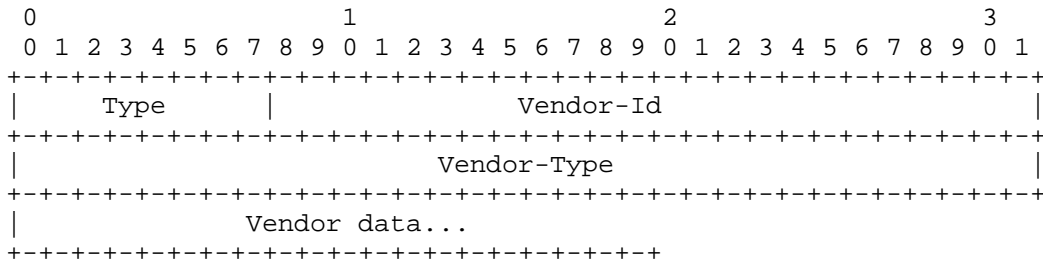 0                   1                   2                   3
 0 1 2 3 4 5 6 7 8 9 0 1 2 3 4 5 6 7 8 9 0 1 2 3 4 5 6 7 8 9 0 1
+-+-+-+-+-+-+-+-+-+-+-+-+-+-+-+-+-+-+-+-+-+-+-+-+-+-+-+-+-+-+-+-+
|     Type      |               Vendor-Id                       |
+-+-+-+-+-+-+-+-+-+-+-+-+-+-+-+-+-+-+-+-+-+-+-+-+-+-+-+-+-+-+-+-+
|                          Vendor-Type                          |
+-+-+-+-+-+-+-+-+-+-+-+-+-+-+-+-+-+-+-+-+-+-+-+-+-+-+-+-+-+-+-+-+
|              Vendor data...
+-+-+-+-+-+-+-+-+-+-+-+-+-+-+-+-+-+-+-+-+